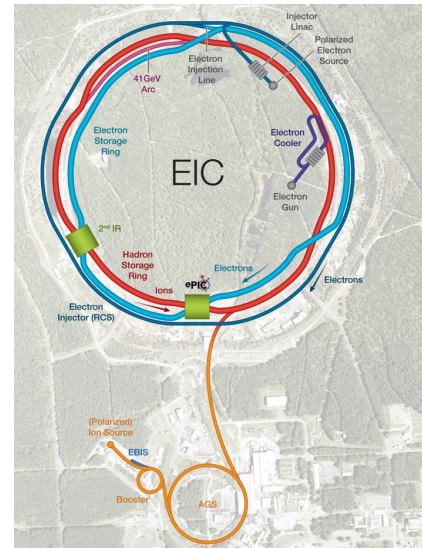 Injector
Linac
Polarized
Electron
Source
Electron
Injection
Line
41GeV
Arc
Electron
Storage
Ring
Electron
Cooler
EIC
Electron
Gun
2nd IR
Hadron
Storage
Ring
ePIC
Electrons
Ions
Electrons
Electron
Injector (RCS)
(Polarized)
Ion Source
EBIS
Booster
AGS